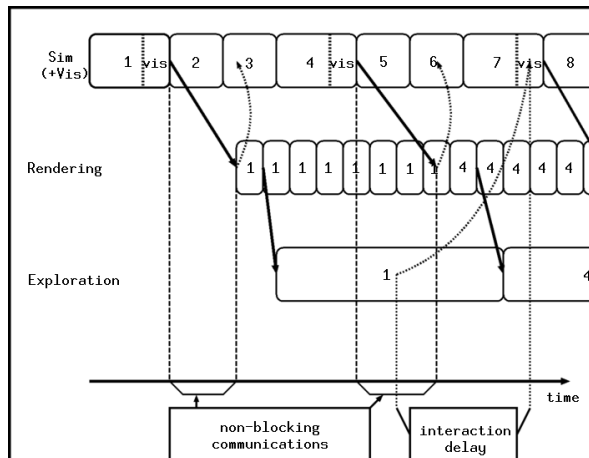 Sim
(+Vis)
1 vis 2 3 4 vis 5 6 7 vis 8
Rendering
1 1 1 1 1 1 1 1 4 4 4 4 4
Exploration
1 4
time
non-blocking
communications
interaction
delay